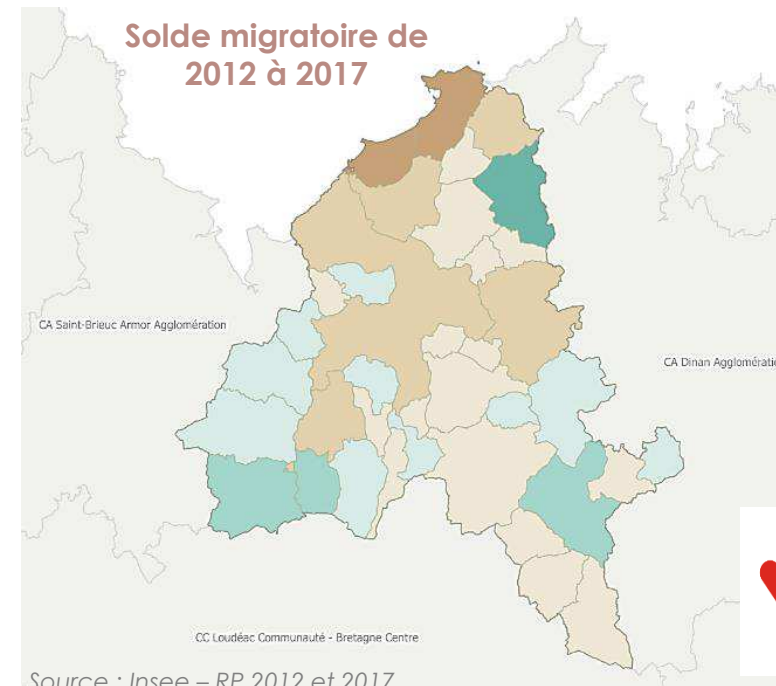 Solde migratoire de
2012 à 2017
CA Saint-Brieuc Armor Agglomération
CA Dinan Agglomératio
CC Loudéac Communauté - Bretagne Centre
Source : Insee – RP 2012 et 2017